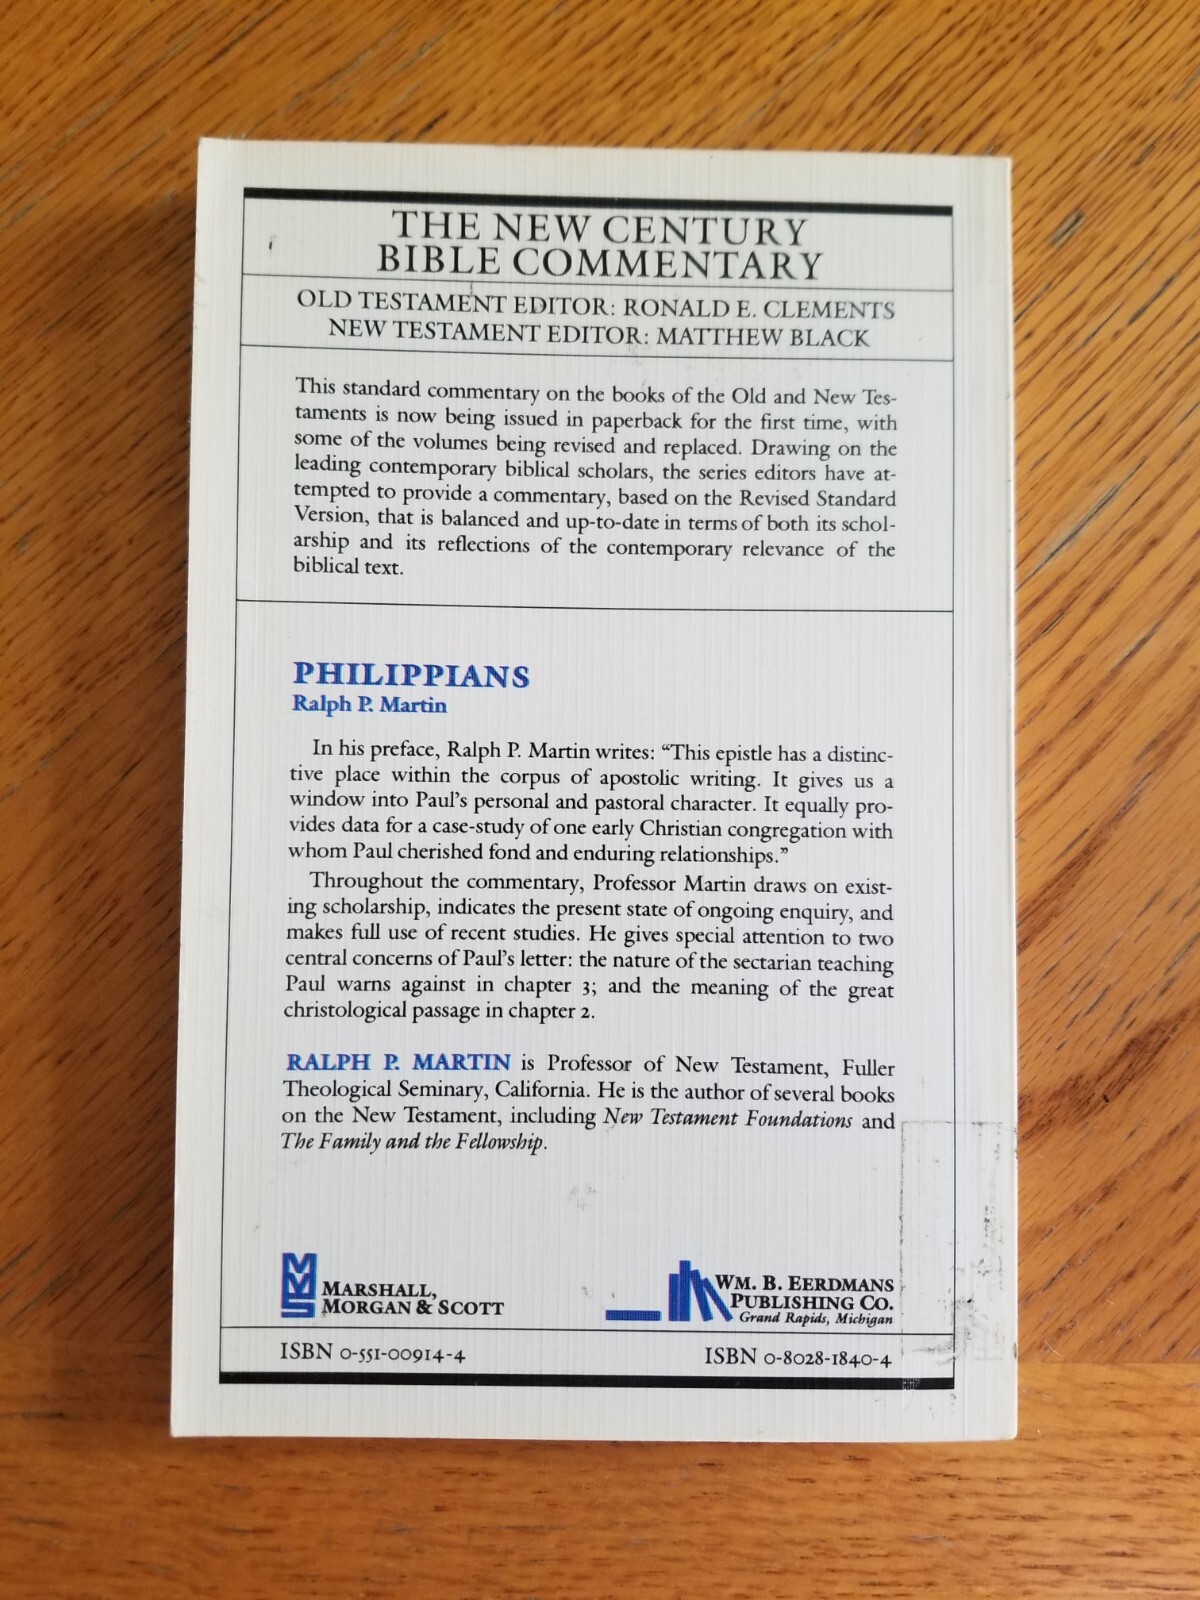 THE NEW CENTURY
BIBLE COMMENTARY
OLD TESTAMENT EDITOR: RONALD E. CLEMENTS
NEW TESTAMENT EDITOR: MATTHEW BLACK
This standard commentary on the books of the Old and New Tes-
taments is now being issued in paperback for the first time, with
some of the volumes being revised and replaced. Drawing on the
leading contemporary biblical scholars, the series editors have at-
tempted to provide a commentary, based on the Revised Standard
Version, that is balanced and up-to-date in terms of both its schol-
arship and its reflections of the contemporary relevance of the
biblical text.
PHILIPPIANS
Ralph P. Martin
In his preface, Ralph P. Martin writes: “This epistle has a distinc-
tive place within the corpus of apostolic writing. It gives us a
window into Paul’s personal and pastoral character. It equally pro-
vides data for a case-study of one early Christian congregation with
whom Paul cherished fond and enduring relationships.”
Throughout the commentary, Professor Martin draws on exist-
ing scholarship, indicates the present state of ongoing enquiry, and
makes full use of recent studies. He gives special attention to two
central concerns of Paul’s letter: the nature of the sectarian teaching
Paul warns against in chapter 3; and the meaning of the great
christological passage in chapter 2.
RALPH P. MARTIN is Professor of New Testament, Fuller
Theological Seminary, California. He is the author of several books
on the New Testament, including New Testament Foundations and
The Family and the Fellowship.
MMS
MARSHALL,
MORGAN & SCOTT
WM. B. EERDMANS
PUBLISHING CO.
Grand Rapids, Michigan
ISBN 0-551-00914-4
ISBN 0-8028-1840-4